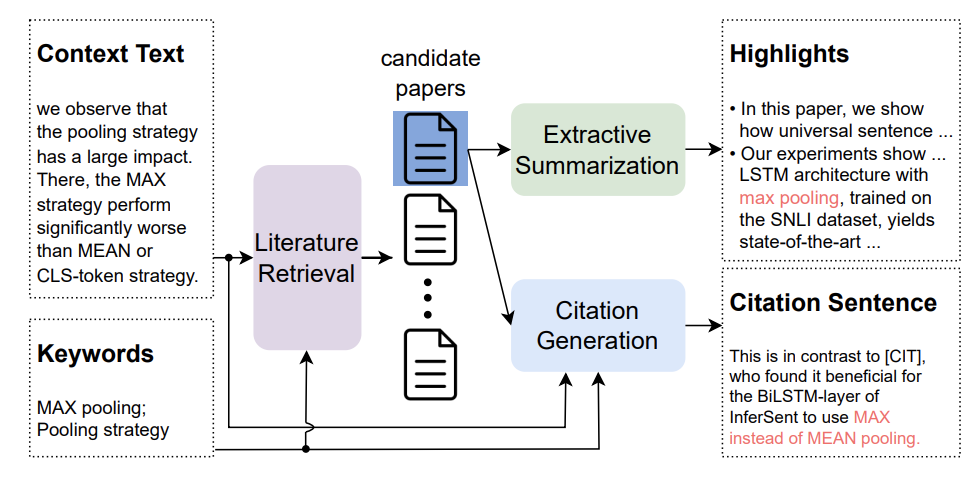 Context Text
we observe that
the pooling strategy
has a large impact.
There, the MAX
strategy perform
significantly worse
than MEAN or
CLS-token strategy.
Keywords
MAX pooling;
Pooling strategy
Literature
Retrieval
candidate
papers
Extractive
Summarization
Citation
Generation
Highlights
• In this paper, we show
how universal sentence ...
• Our experiments show ...
LSTM architecture with
max pooling, trained on
the SNLI dataset, yields
state-of-the-art ...
Citation Sentence
This is in contrast to [CIT],
who found it beneficial for
the BiLSTM-layer of
InferSent to use MAX
instead of MEAN pooling.